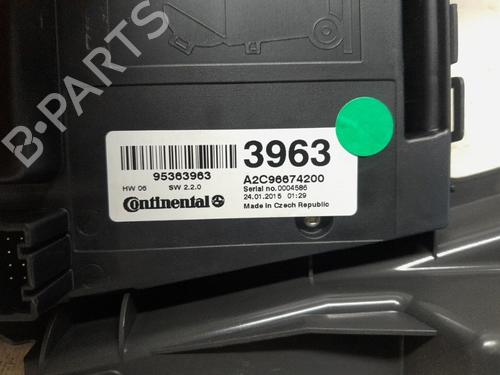 B-PARTS
3963
95363963
A2C96674200
HW 06 SW 2.2.0
Serial no.0004586
24.01.2015 01:29
Continental
Made in Czech Republic